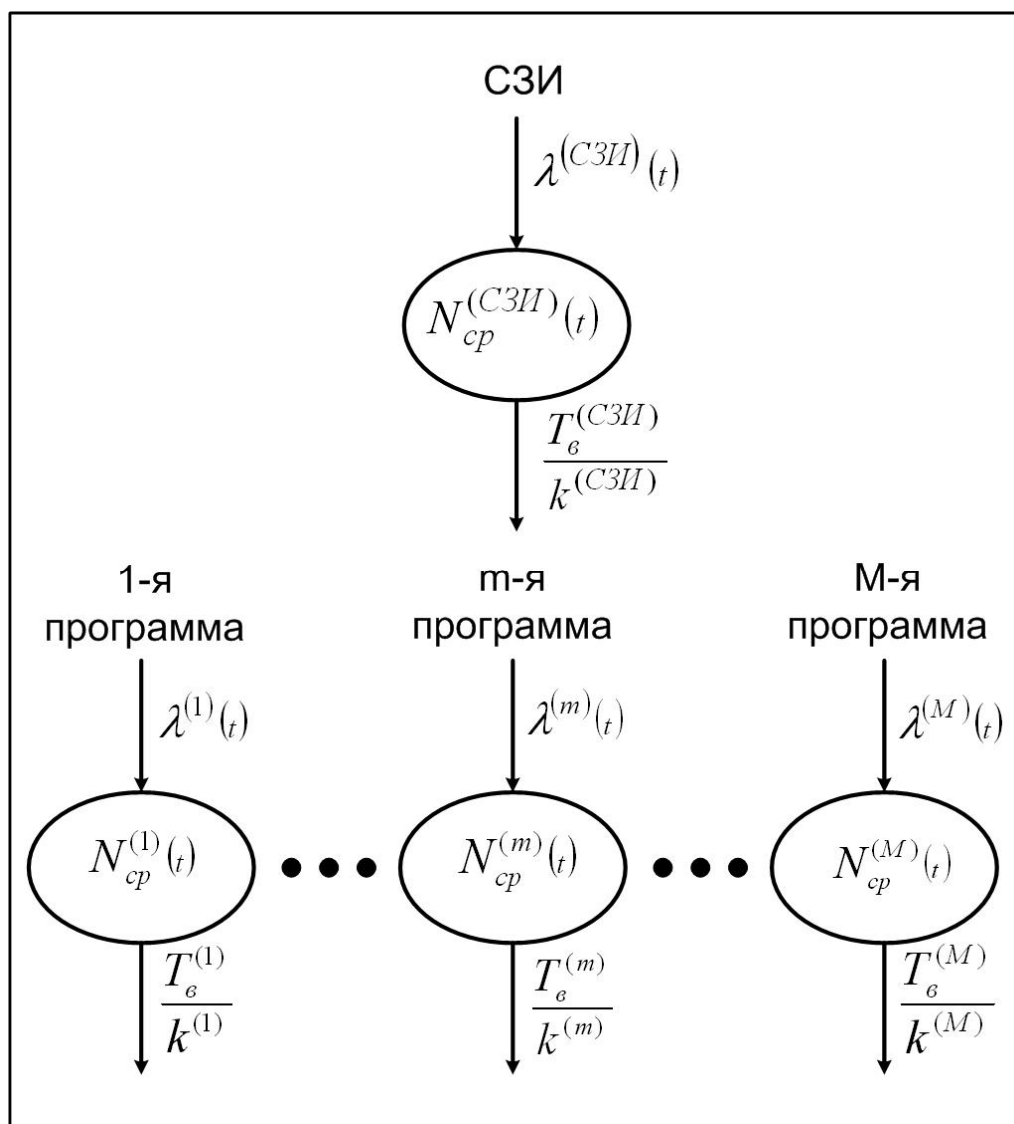 СЗИ
λ^(СЗИ)(t)
N_ср^(СЗИ)(t)
T_в^(СЗИ)
k^(СЗИ)
1-я программа
m-я программа
М-я программа
λ^(1)(t)
λ^(m)(t)
λ^(M)(t)
N_ср^(1)(t)
N_ср^(m)(t)
N_ср^(M)(t)
T_в^(1)
k^(1)
T_в^(m)
k^(m)
T_в^(M)
k^(M)